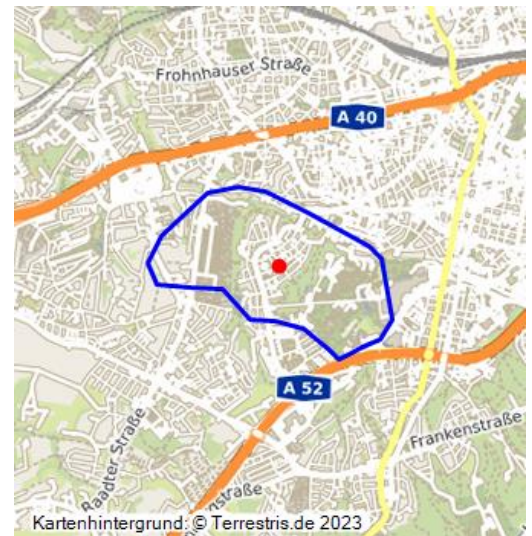 Frohnhauser Straße
A 40
A 52
Raadter Straße
Frankenstraße
Kartenhintergrund: © Terrestris.de 2023